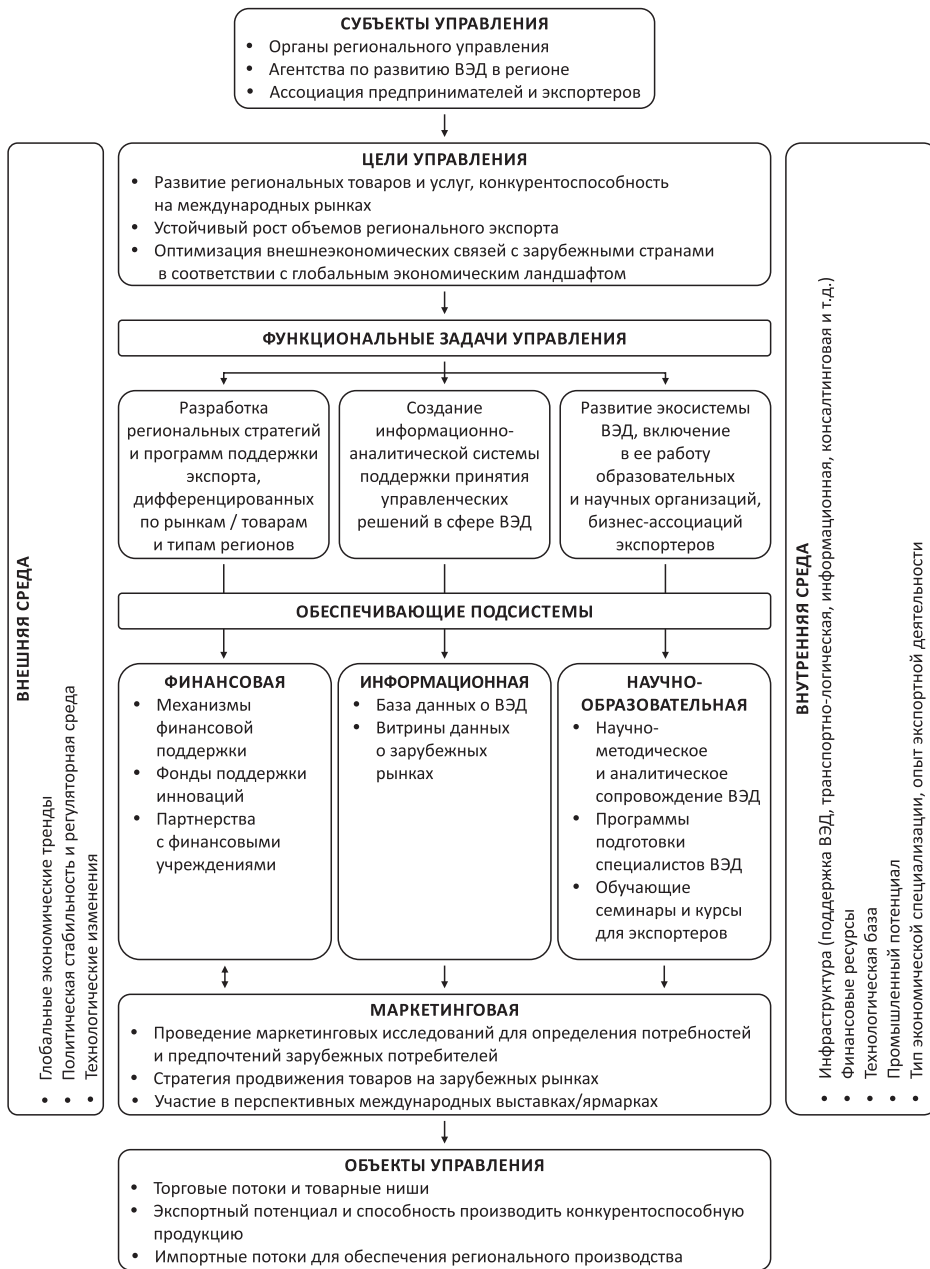 СУБЪЕКТЫ УПРАВЛЕНИЯ
• Органы регионального управления
• Агентства по развитию ВЭД в регионе
• Ассоциация предпринимателей и экспортеров
ВНЕШНЯЯ СРЕДА
• Глобальные экономические тренды
• Политическая стабильность и регуляторная среда
• Технологические изменения
ЦЕЛИ УПРАВЛЕНИЯ
• Развитие региональных товаров и услуг, конкурентоспособность
на международных рынках
• Устойчивый рост объемов регионального экспорта
• Оптимизация внешнеэкономических связей с зарубежными странами
в соответствии с глобальным экономическим ландшафтом
ФУНКЦИОНАЛЬНЫЕ ЗАДАЧИ УПРАВЛЕНИЯ
Разработка
региональных стратегий
и программ поддержки
экспорта,
дифференцированных
по рынкам / товарам
и типам регионов
Создание
информационно-
аналитической системы
поддержки принятия
управленческих
решений в сфере ВЭД
Развитие экосистемы
ВЭД, включение
в ее работу
образовательных
и научных организаций,
бизнес-ассоциаций
экспортеров
ОБЕСПЕЧИВАЮЩИЕ ПОДСИСТЕМЫ
ФИНАНСОВАЯ
• Механизмы
финансовой
поддержки
• Фонды поддержки
инноваций
• Партнерства
с финансовыми
учреждениями
ИНФОРМАЦИОННАЯ
• База данных о ВЭД
• Витрины данных
о зарубежных
рынках
НАУЧНО-
ОБРАЗОВАТЕЛЬНАЯ
• Научно-
методическое
и аналитическое
сопровождение ВЭД
• Программы
подготовки
специалистов ВЭД
• Обучающие
семинары и курсы
для экспортеров
МАРКЕТИНГОВАЯ
• Проведение маркетинговых исследований для определения потребностей
и предпочтений зарубежных потребителей
• Стратегия продвижения товаров на зарубежных рынках
• Участие в перспективных международных выставках/ярмарках
ВНУТРЕННЯЯ СРЕДА
• Инфраструктура (поддержка ВЭД, транспортно-логическая, информационная, консалтинговая и т.д.)
• Финансовые ресурсы
• Технологическая база
• Промышленный потенциал
• Тип экономической специализации, опыт экспортной деятельности
ОБЪЕКТЫ УПРАВЛЕНИЯ
• Торговые потоки и товарные ниши
• Экспортный потенциал и способность производить конкурентоспособную
продукцию
• Импортные потоки для обеспечения регионального производства